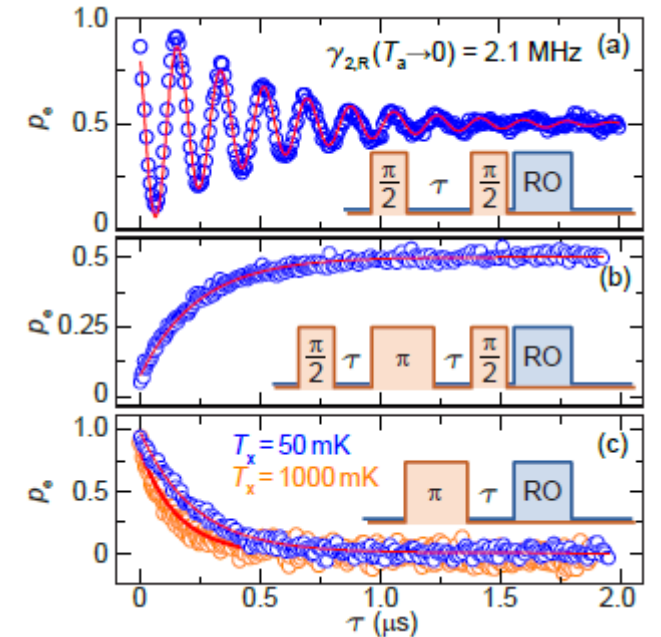 1.0
(a)
γ2,R(Ta→0) = 2.1 MHz
pe
0.5
π/2 τ π/2 RO
0
0.5
(b)
pe
0.25
π/2 τ π τ π/2 RO
0
1.0
(c)
Tx = 50 mK
Tx = 1000 mK
pe
0.5
π τ RO
0
0 0.5 1.0 1.5 2.0
τ (μs)